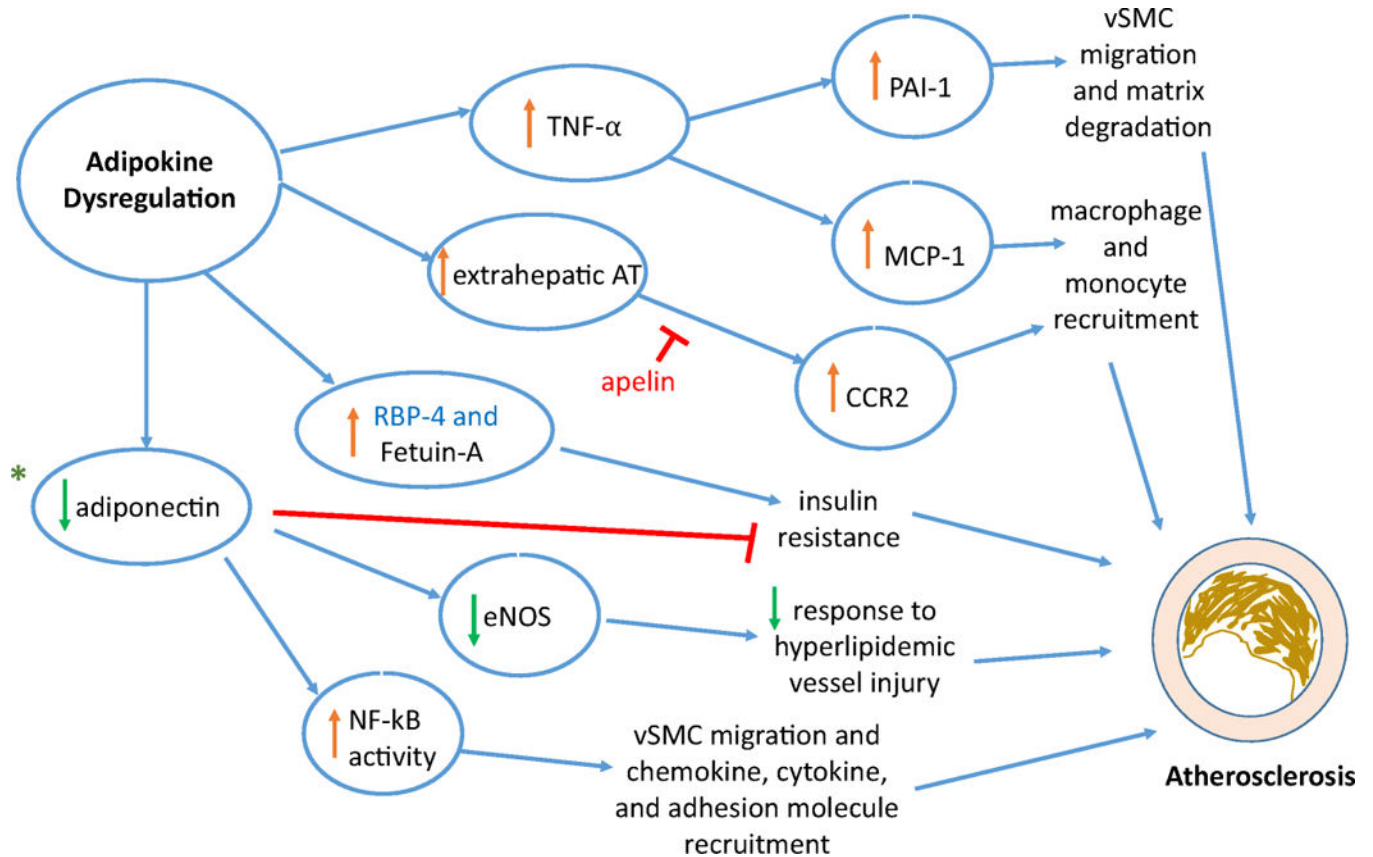 Adipokine
Dysregulation
TNF-α
PAI-1
vSMC
migration
and matrix
degradation
MCP-1
macrophage
and
monocyte
recruitment
extrahepatic AT
apelin
CCR2
RBP-4 and
Fetuin-A
insulin
resistance
*
adiponectin
eNOS
response to
hyperlipidemic
vessel injury
NF-kB
activity
vSMC migration and
chemokine, cytokine,
and adhesion molecule
recruitment
Atherosclerosis